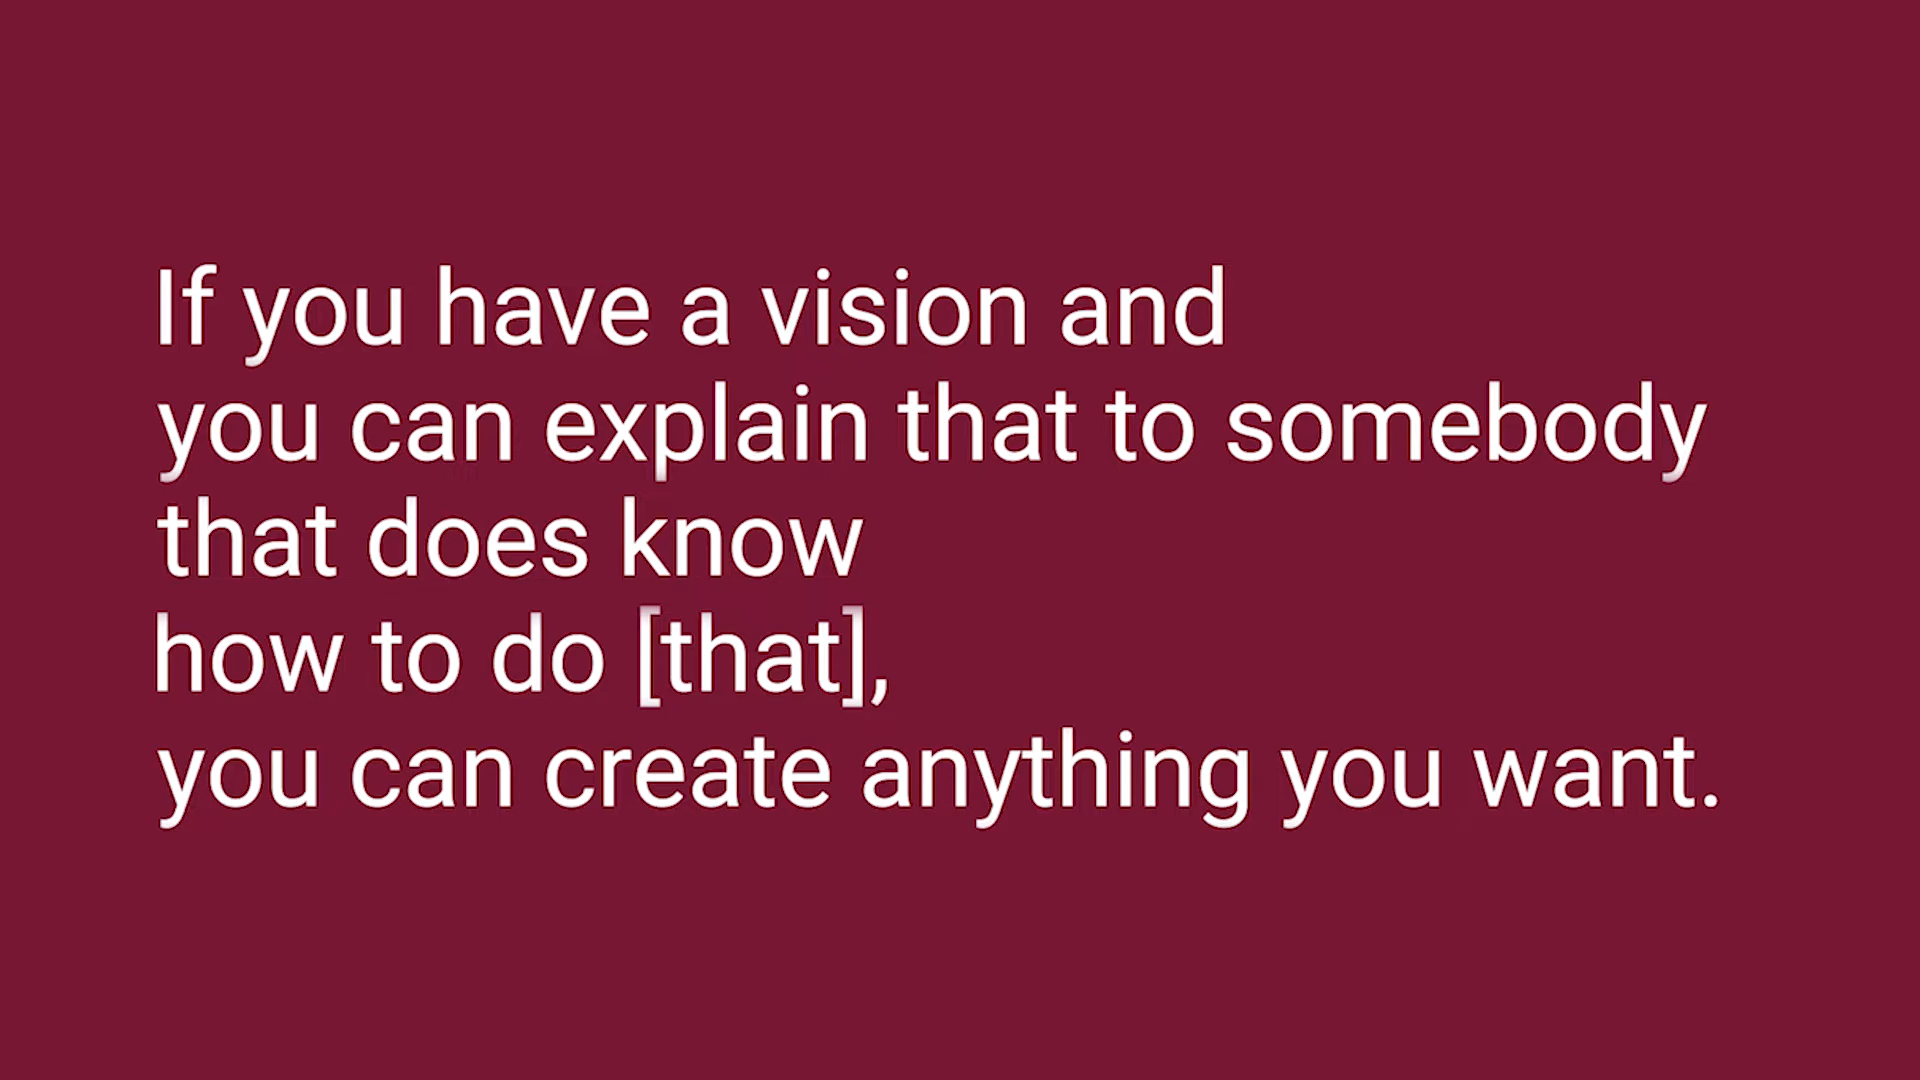 If you have a vision and
you can explain that to somebody
that does know
how to do [that],
you can create anything you want.